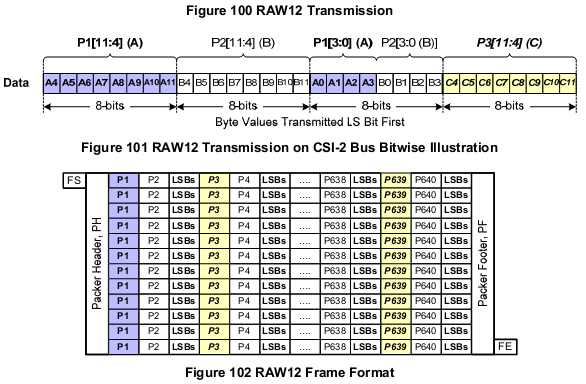 Figure 100 RAW12 Transmission
P1[11:4] (A) P2[11:4] (B) P1[3:0] (A) P2[3:0 (B)] P3[11:4] (C)
Data A4 A5 A6 A7 A8 A9 A10 A11 B4 B5 B6 B7 B8 B9 B10 B11 A0 A1 A2 A3 B0 B1 B2 B3 C4 C5 C6 C7 C8 C9 C10 C11
8-bits 8-bits 8-bits 8-bits
Byte Values Transmitted LS Bit First
Figure 101 RAW12 Transmission on CSI-2 Bus Bitwise Illustration
FS P1 P2 LSBs P3 P4 LSBs .... P638 LSBs P639 P640 LSBs
P1 P2 LSBs P3 P4 LSBs .... P638 LSBs P639 P640 LSBs
P1 P2 LSBs P3 P4 LSBs .... P638 LSBs P639 P640 LSBs
P1 P2 LSBs P3 P4 LSBs .... P638 LSBs P639 P640 LSBs
P1 P2 LSBs P3 P4 LSBs .... P638 LSBs P639 P640 LSBs
Packer Header, PH
Packer Footer, PF
P1 P2 LSBs P3 P4 LSBs .... P638 LSBs P639 P640 LSBs
P1 P2 LSBs P3 P4 LSBs .... P638 LSBs P639 P640 LSBs
P1 P2 LSBs P3 P4 LSBs .... P638 LSBs P639 P640 LSBs
P1 P2 LSBs P3 P4 LSBs .... P638 LSBs P639 P640 LSBs
P1 P2 LSBs P3 P4 LSBs .... P638 LSBs P639 P640 LSBs
P1 P2 LSBs P3 P4 LSBs .... P638 LSBs P639 P640 LSBs
P1 P2 LSBs P3 P4 LSBs .... P638 LSBs P639 P640 LSBs FE
Figure 102 RAW12 Frame Format